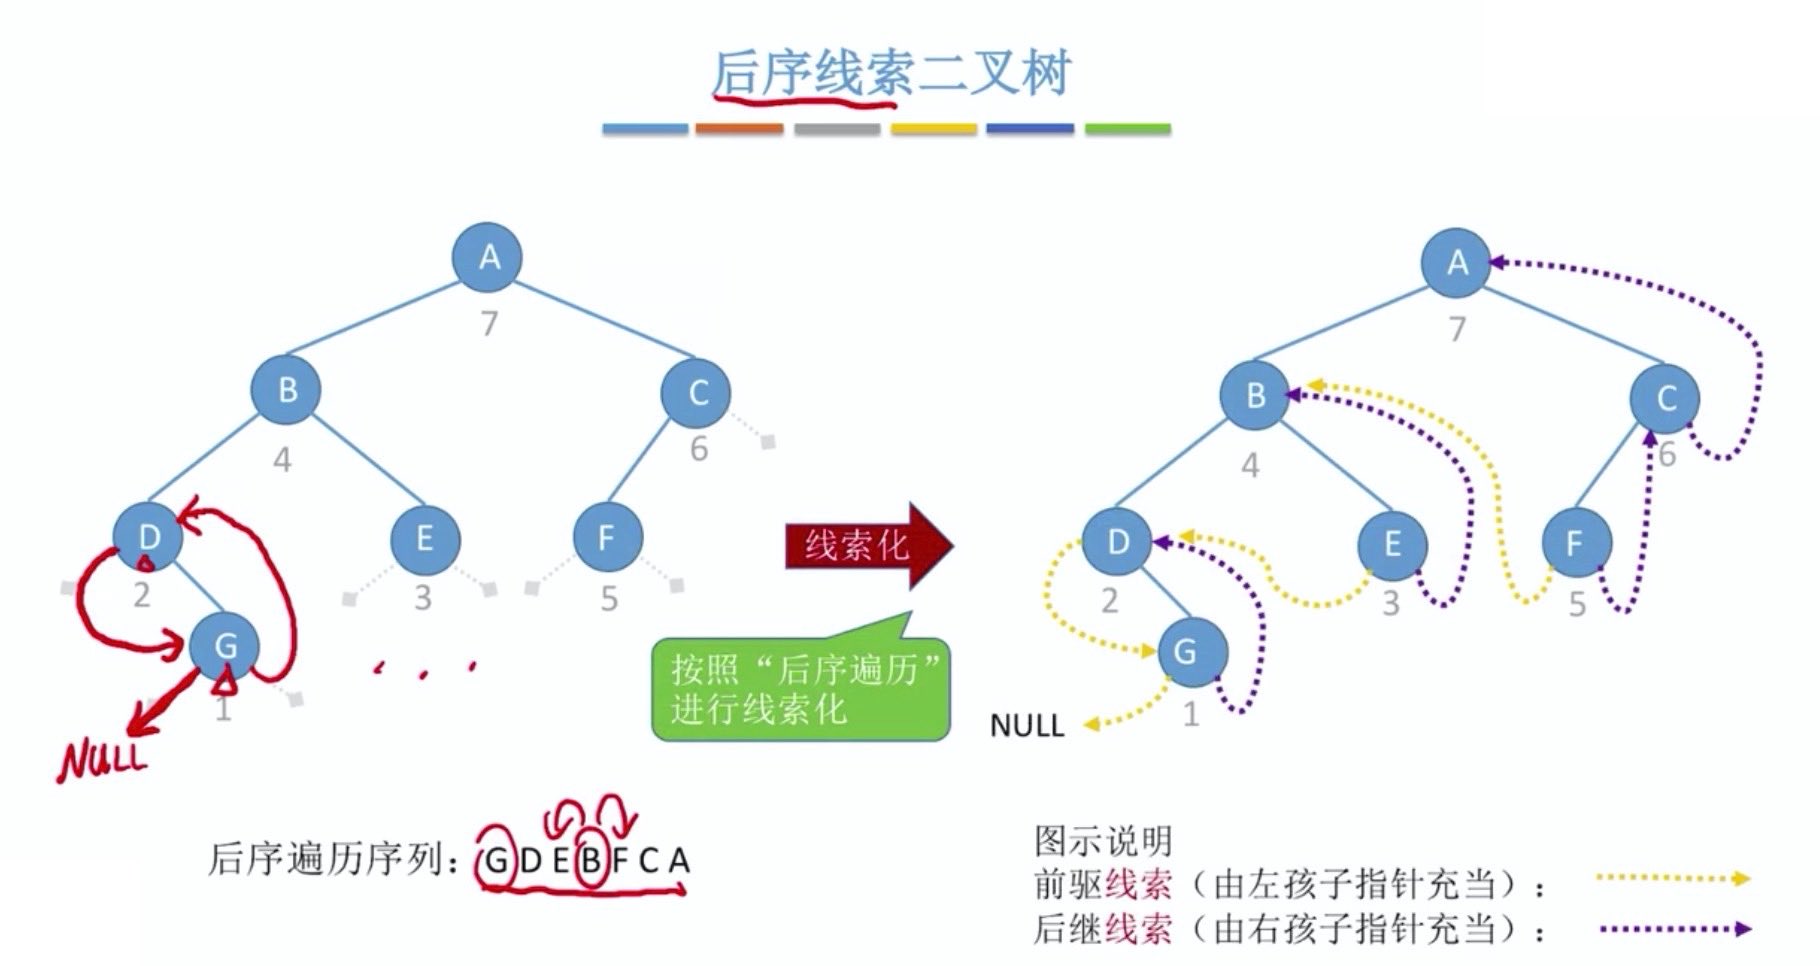 后序线索二叉树
A
7
B
C
4
6
D
E
F
2
3
5
G
1
NULL
线索化
按照“后序遍历”
进行线索化
A
7
B
C
4
6
D
E
F
2
3
5
G
1
NULL
后序遍历序列：G D E B F C A
图示说明
前驱线索（由左孩子指针充当）：
后继线索（由右孩子指针充当）：